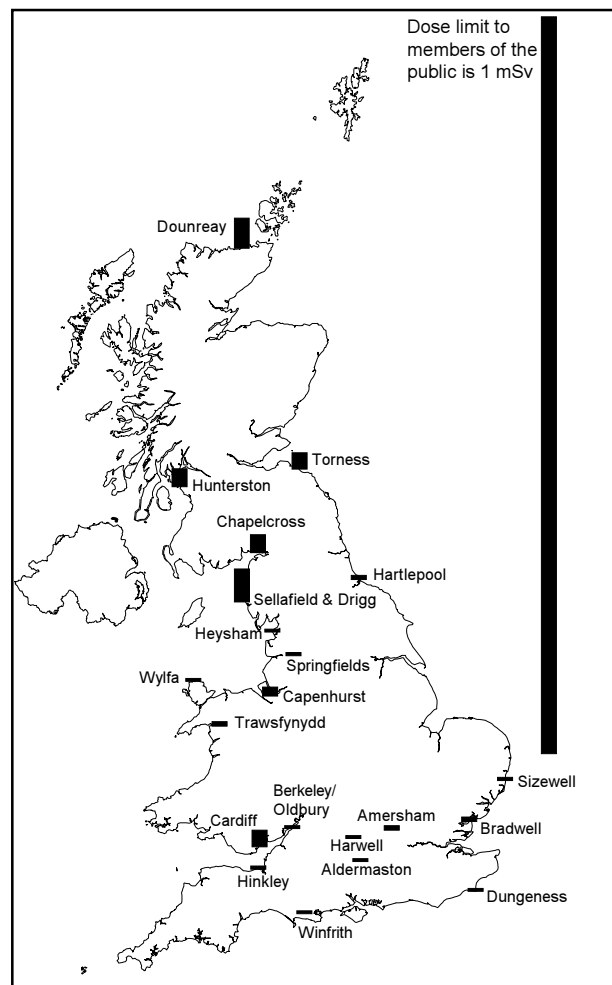 Dose limit to
members of the
public is 1 mSv
Dounreay
Torness
Hunterston
Chapelcross
Hartlepool
Sellafield & Drigg
Heysham
Springfields
Wylfa
Capenhurst
Trawsfynydd
Sizewell
Berkeley/
Oldbury
Cardiff
Amersham
Bradwell
Harwell
Aldermaston
Hinkley
Dungeness
Winfrith